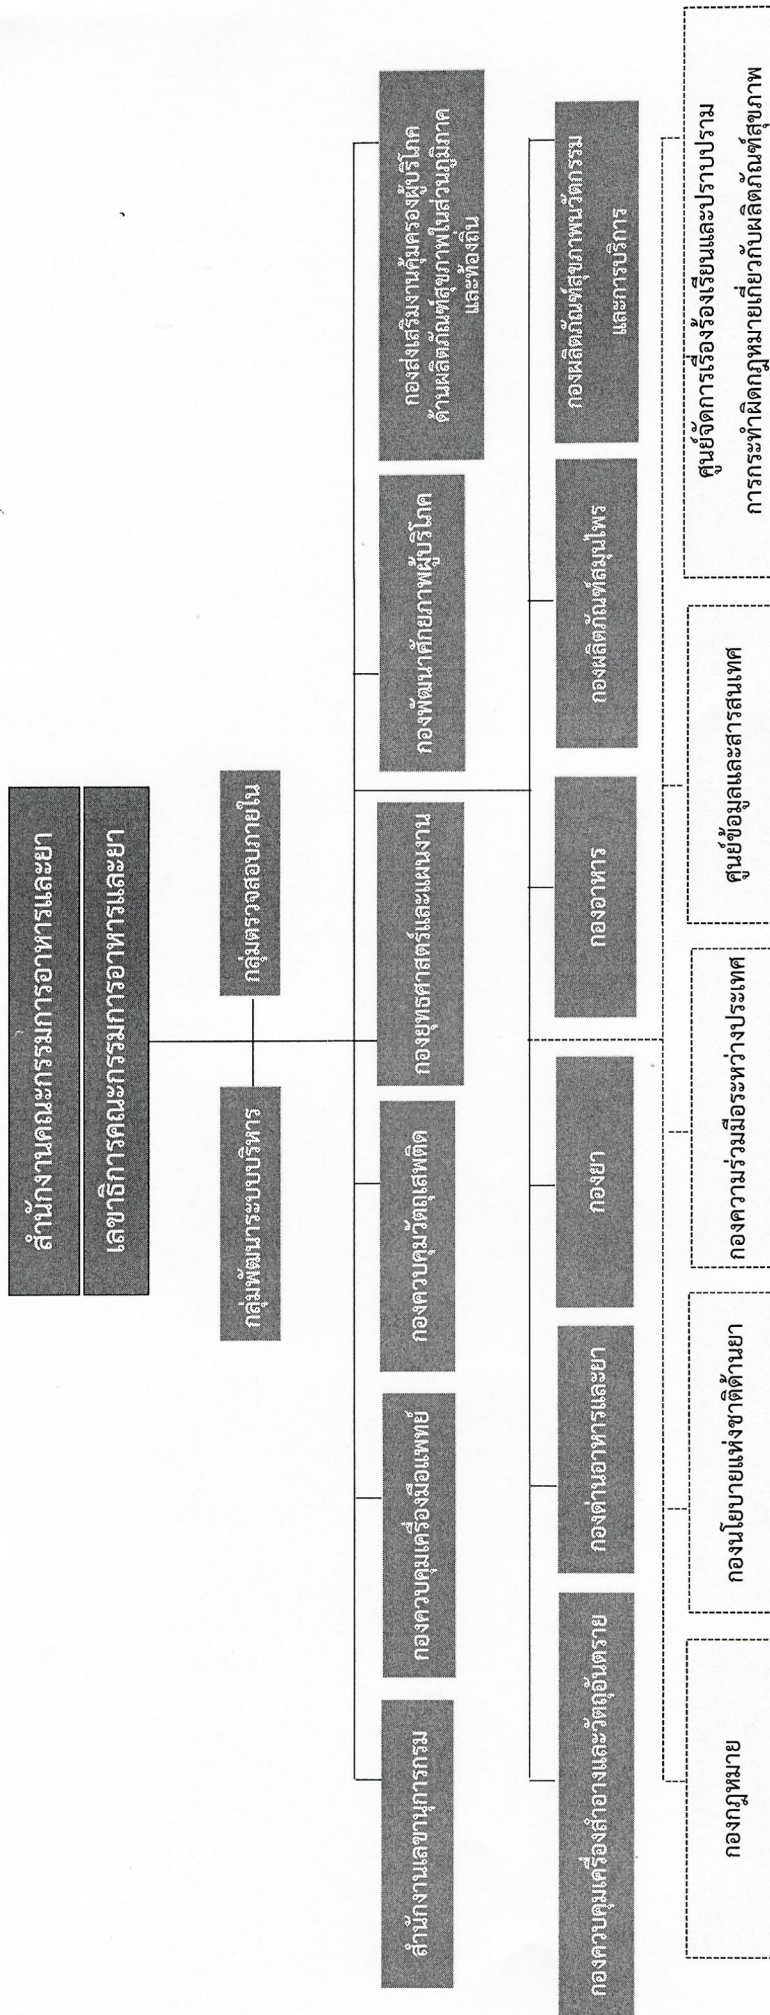 สำนักงานคณะกรรมการอาหารและยา
เลขาธิการคณะกรรมการอาหารและยา
กลุ่มพัฒนาระบบบริหาร
กลุ่มตรวจสอบภายใน
สำนักงานเลขานุการกรม
กองควบคุมเครื่องมือแพทย์
กองควบคุมวัตถุเสพติด
กองยุทธศาสตร์และแผนงาน
กองพัฒนาศักยภาพผู้บริโภค
กองส่งเสริมงานคุ้มครองผู้บริโภค
ด้านผลิตภัณฑ์สุขภาพในส่วนภูมิภาค
และท้องถิ่น
กองควบคุมเครื่องสำอางและวัตถุอันตราย
กองด่านอาหารและยา
กองยา
กองอาหาร
กองผลิตภัณฑ์สมุนไพร
กองผลิตภัณฑ์สุขภาพนวัตกรรม
และการบริการ
กองกฎหมาย
กองนโยบายแห่งชาติด้านยา
กองความร่วมมือระหว่างประเทศ
ศูนย์ข้อมูลและสารสนเทศ
ศูนย์จัดการเรื่องร้องเรียนและปราบปราม
การกระทำผิดกฎหมายเกี่ยวกับผลิตภัณฑ์สุขภาพ